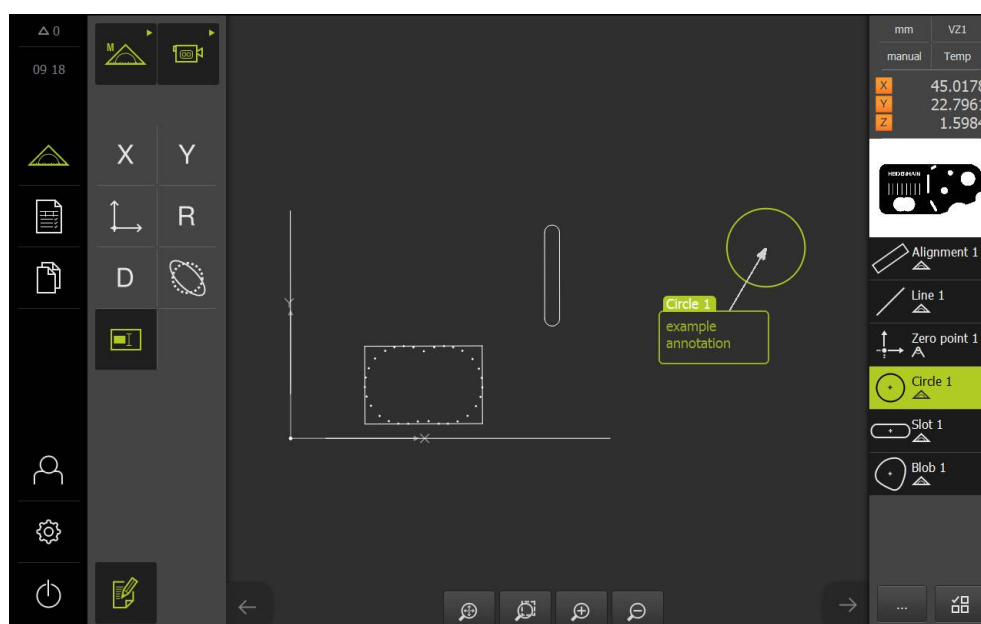 0
09 18
M
X
Y
R
D
Y
X
Circle 1
example
annotation
mm
VZ1
manual
Temp
X
45.0178
Y
22.7961
Z
1.5984
HEIDENHAIN
Alignment 1
Line 1
Zero point 1
Circle 1
Slot 1
Blob 1
...